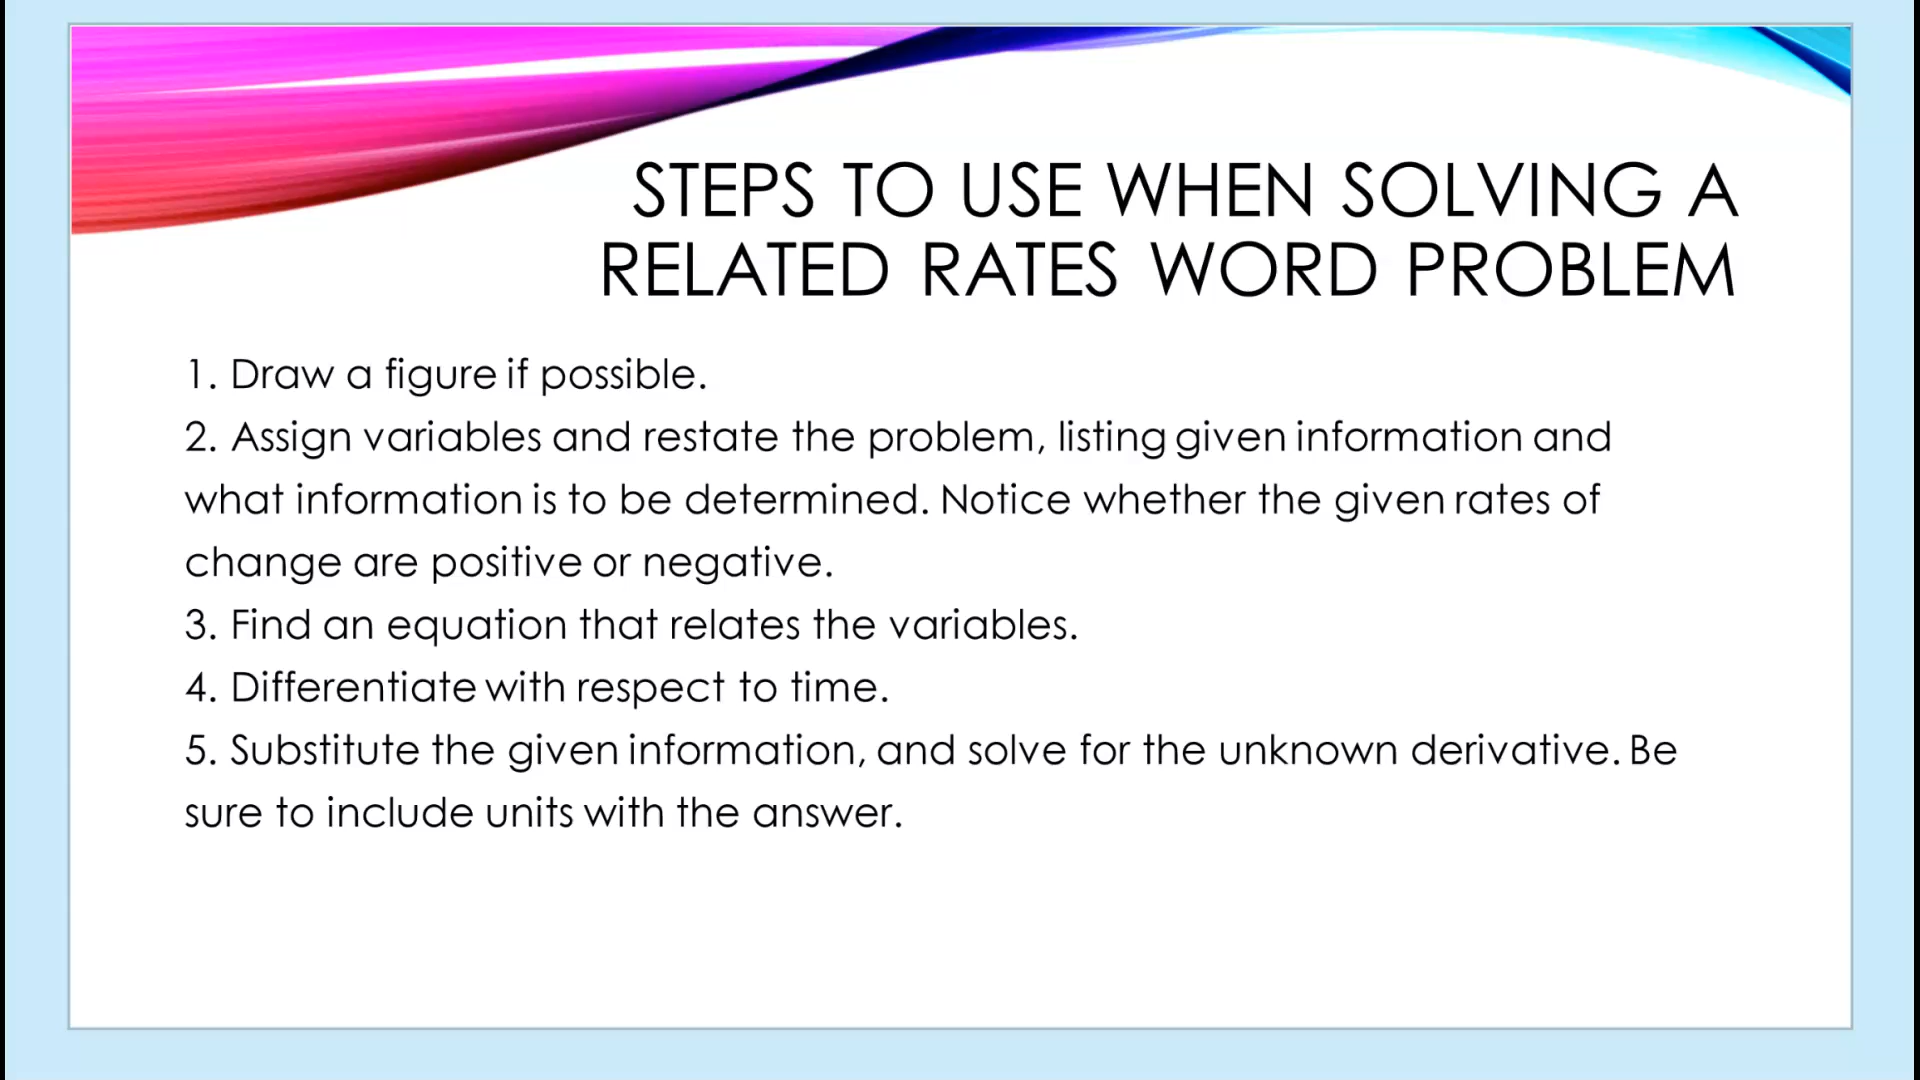 STEPS TO USE WHEN SOLVING A
RELATED RATES WORD PROBLEM
1. Draw a figure if possible.
2. Assign variables and restate the problem, listing given information and
what information is to be determined. Notice whether the given rates of
change are positive or negative.
3. Find an equation that relates the variables.
4. Differentiate with respect to time.
5. Substitute the given information, and solve for the unknown derivative. Be
sure to include units with the answer.